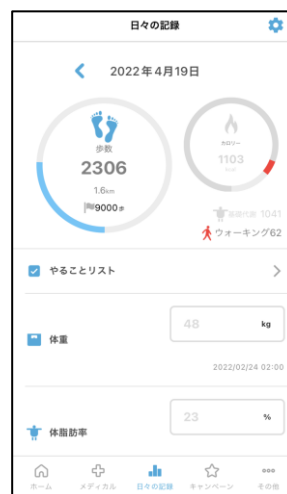 日々の記録
2022年4月19日
歩数
2306
1.6km
9000歩
カロリー
1103
kcal
基礎代謝 1041
ウォーキング62
やることリスト
48 kg
体重
2022/02/24 02:00
23 %
体脂肪率
ホーム メディカル 日々の記録 キャンペーン その他